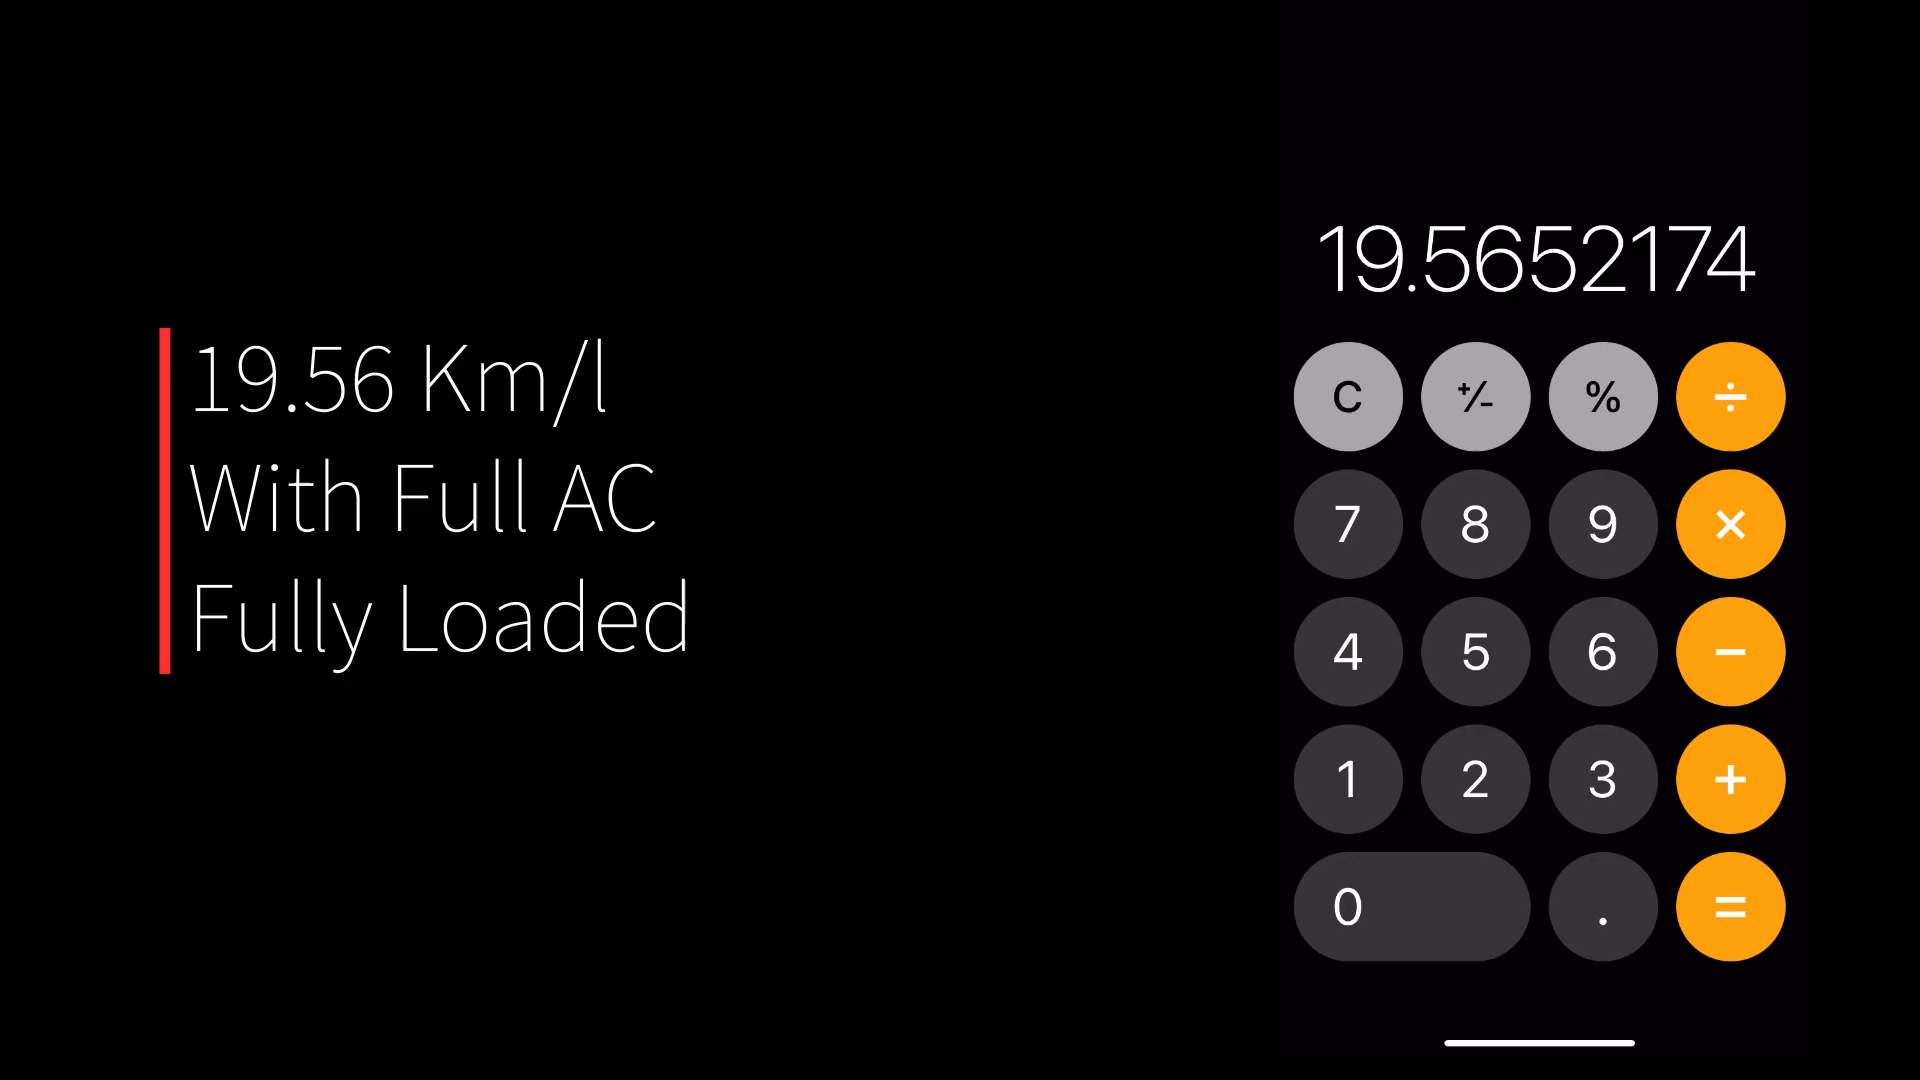 19.56 Km/l
With Full AC
Fully Loaded
19.5652174
C +/- % ÷
7 8 9 ×
4 5 6 −
1 2 3 +
0 . =